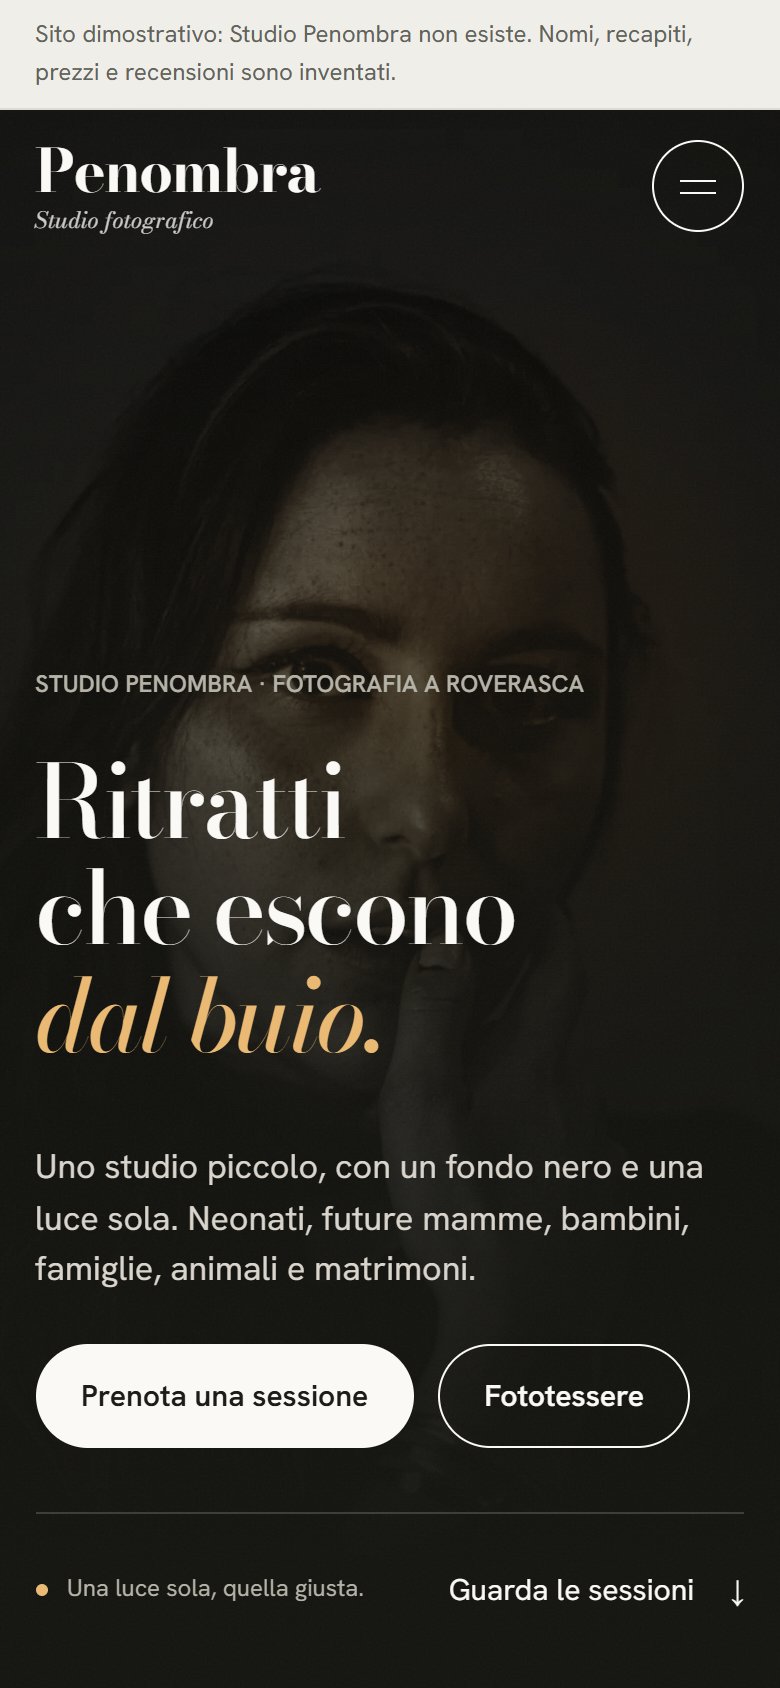 Sito dimostrativo: Studio Penombra non esiste. Nomi, recapiti,
prezzi e recensioni sono inventati.
Penombra
Studio fotografico
STUDIO PENOMBRA · FOTOGRAFIA A ROVERASCA
Ritratti
che escono
dal buio.
Uno studio piccolo, con un fondo nero e una
luce sola. Neonati, future mamme, bambini,
famiglie, animali e matrimoni.
Prenota una sessione
Fototessere
Una luce sola, quella giusta.
Guarda le sessioni ↓